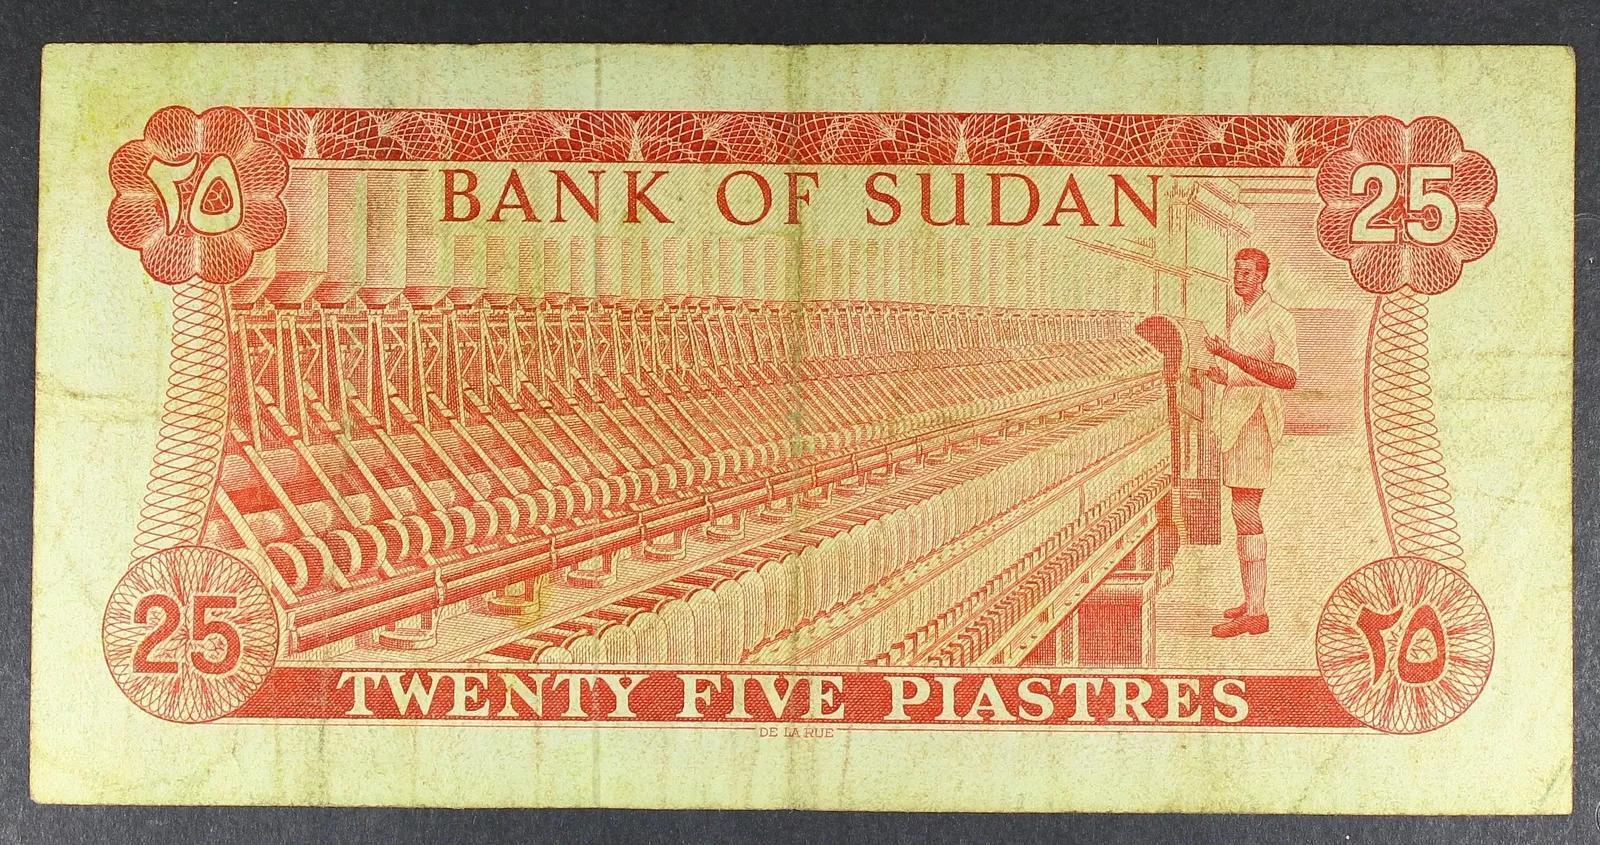 ٢٥
BANK OF SUDAN
25
25
TWENTY FIVE PIASTRES
٢٥
DE LA RUE